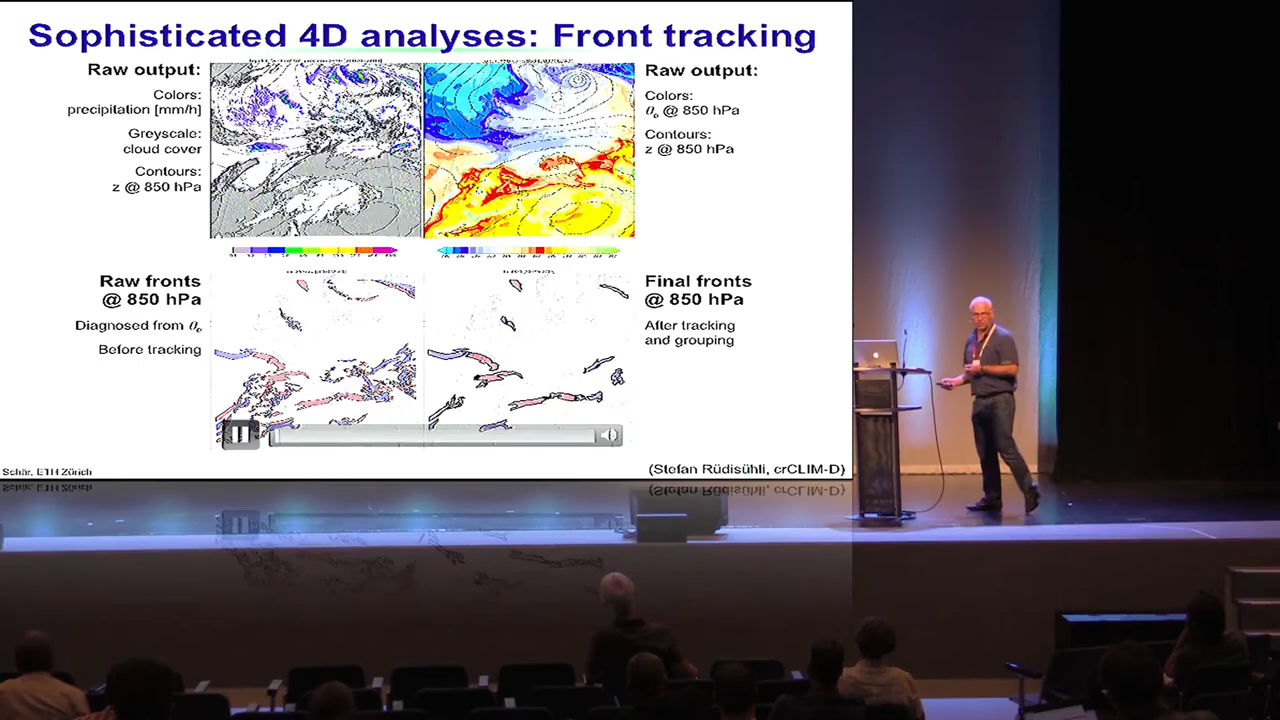 Sophisticated 4D analyses: Front tracking
Raw output:
Colors:
precipitation [mm/h]
Greyscale:
cloud cover
Contours:
z @ 850 hPa
Raw output:
Colors:
θe @ 850 hPa
Contours:
z @ 850 hPa
Raw fronts
@ 850 hPa
Diagnosed from θe
Before tracking
Final fronts
@ 850 hPa
After tracking
and grouping
Schär, ETH Zürich
(Stefan Rüdisühli, crCLIM-D)